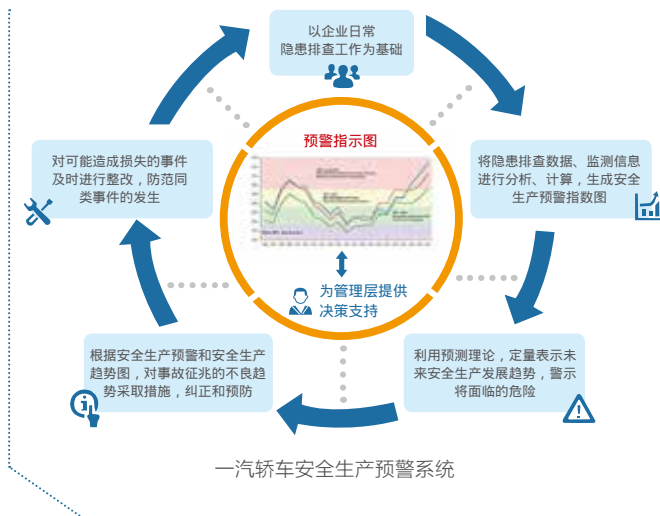 以企业日常
隐患排查工作为基础
将隐患排查数据、监测信息
进行分析、计算，生成安全
生产预警指数图
利用预测理论，定量表示未
来安全生产发展趋势，警示
将面临的危险
根据安全生产预警和安全生产
趋势图，对事故征兆的不良趋
势采取措施，纠正和预防
对可能造成损失的事件
及时进行整改，防范同
类事件的发生
预警指示图
为管理层提供
决策支持
一汽轿车安全生产预警系统